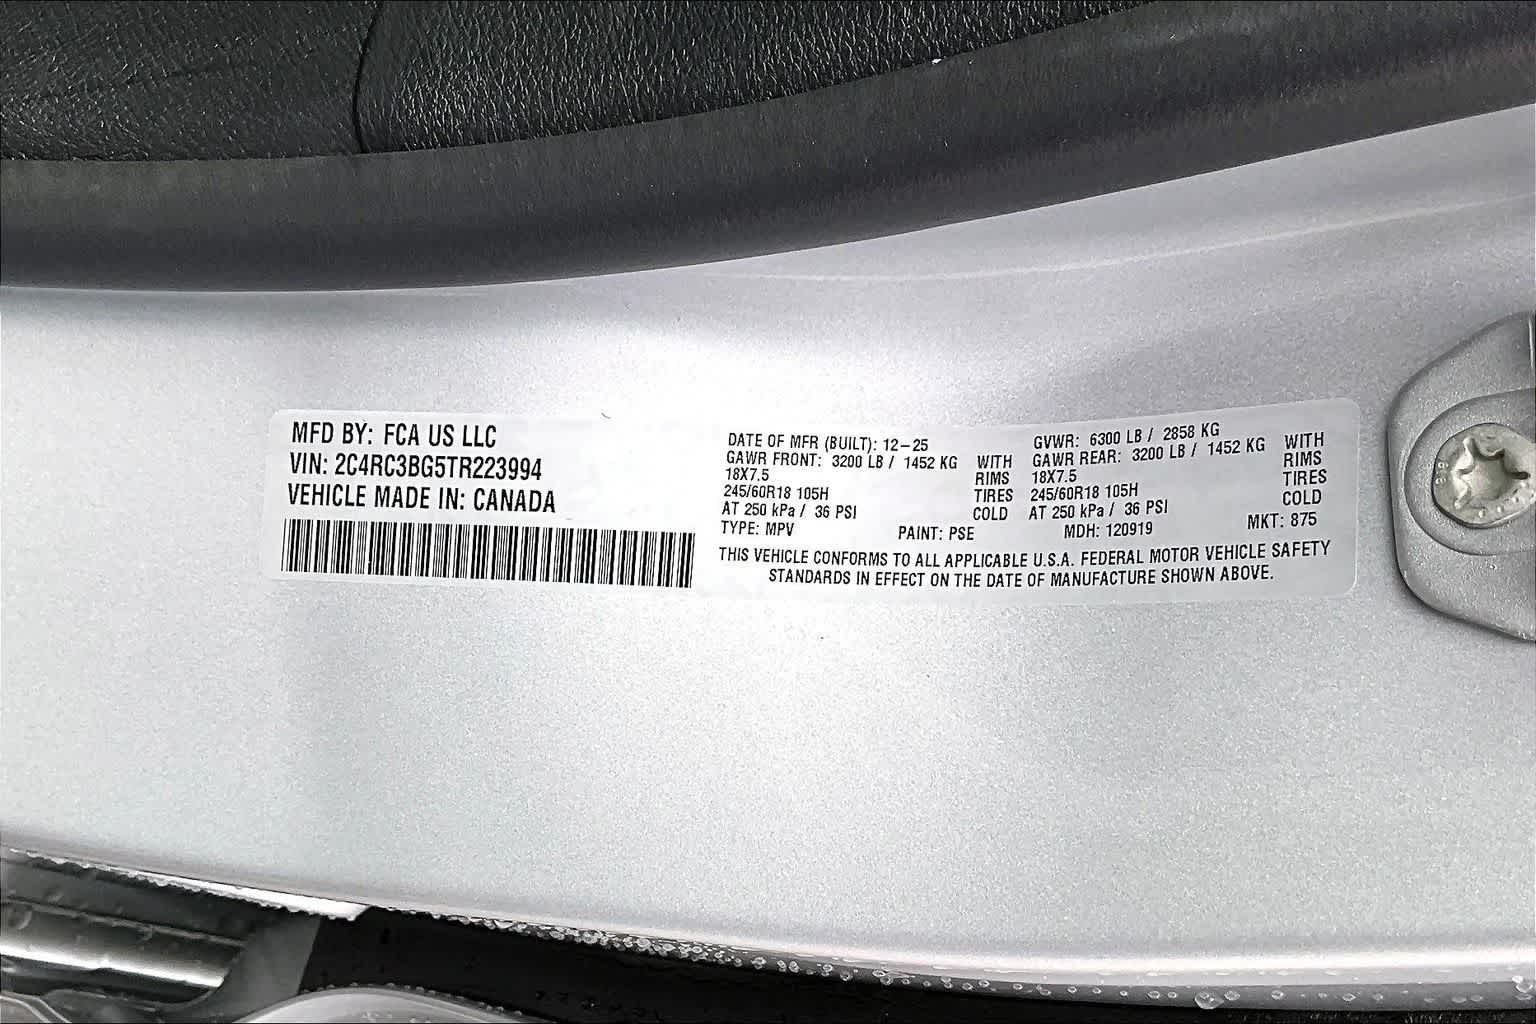 MFD BY: FCA US LLC
VIN: 2C4RC3BG5TR223994
VEHICLE MADE IN: CANADA
DATE OF MFR (BUILT): 12-25 GVWR: 6300 LB / 2858 KG
GAWR FRONT: 3200 LB / 1452 KG WITH GAWR REAR: 3200 LB / 1452 KG WITH
18X7.5 RIMS 18X7.5 RIMS
245/60R18 105H TIRES 245/60R18 105H TIRES
AT 250 kPa / 36 PSI COLD AT 250 kPa / 36 PSI COLD
TYPE: MPV PAINT: PSE MDH: 120919 MKT: 875
THIS VEHICLE CONFORMS TO ALL APPLICABLE U.S.A. FEDERAL MOTOR VEHICLE SAFETY
STANDARDS IN EFFECT ON THE DATE OF MANUFACTURE SHOWN ABOVE.